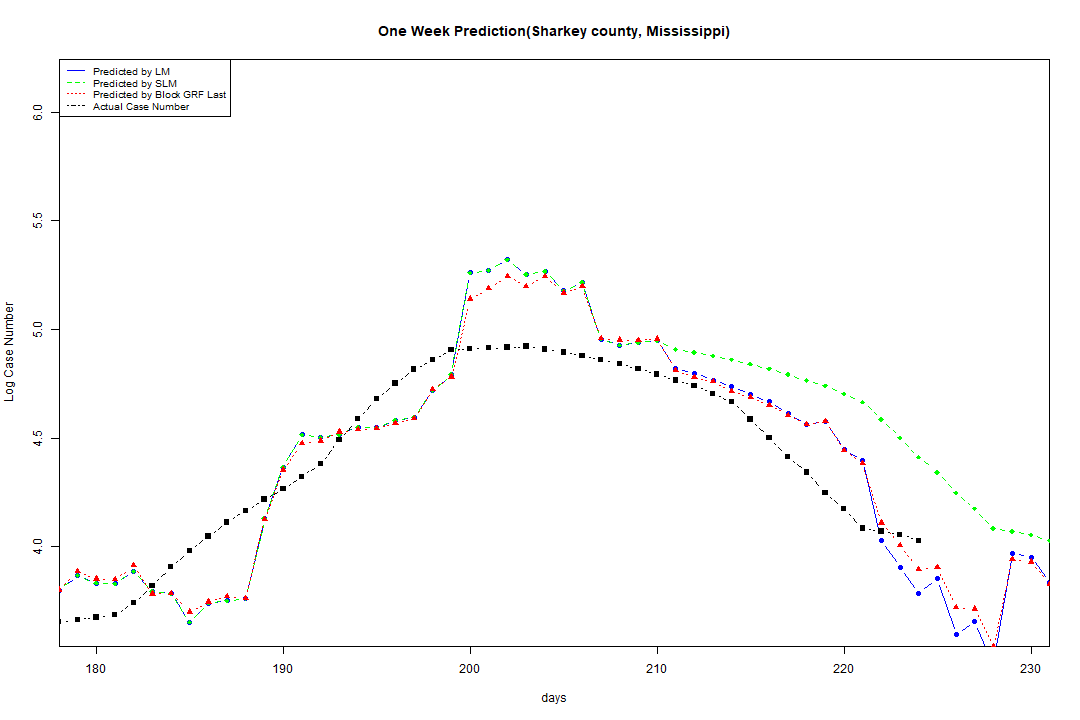 One Week Prediction(Sharkey county, Mississippi)
Predicted by LM
Predicted by SLM
Predicted by Block GRF Last
Actual Case Number
6.0
5.5
5.0
4.5
4.0
Log Case Number
180 190 200 210 220 230
days